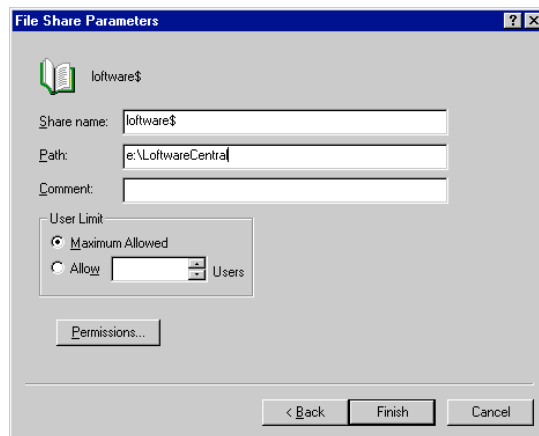 File Share Parameters
loftware$
Share name: loftware$
Path: e:\LoftwareCentral
Comment:
User Limit
Maximum Allowed
Allow Users
Permissions...
< Back Finish Cancel